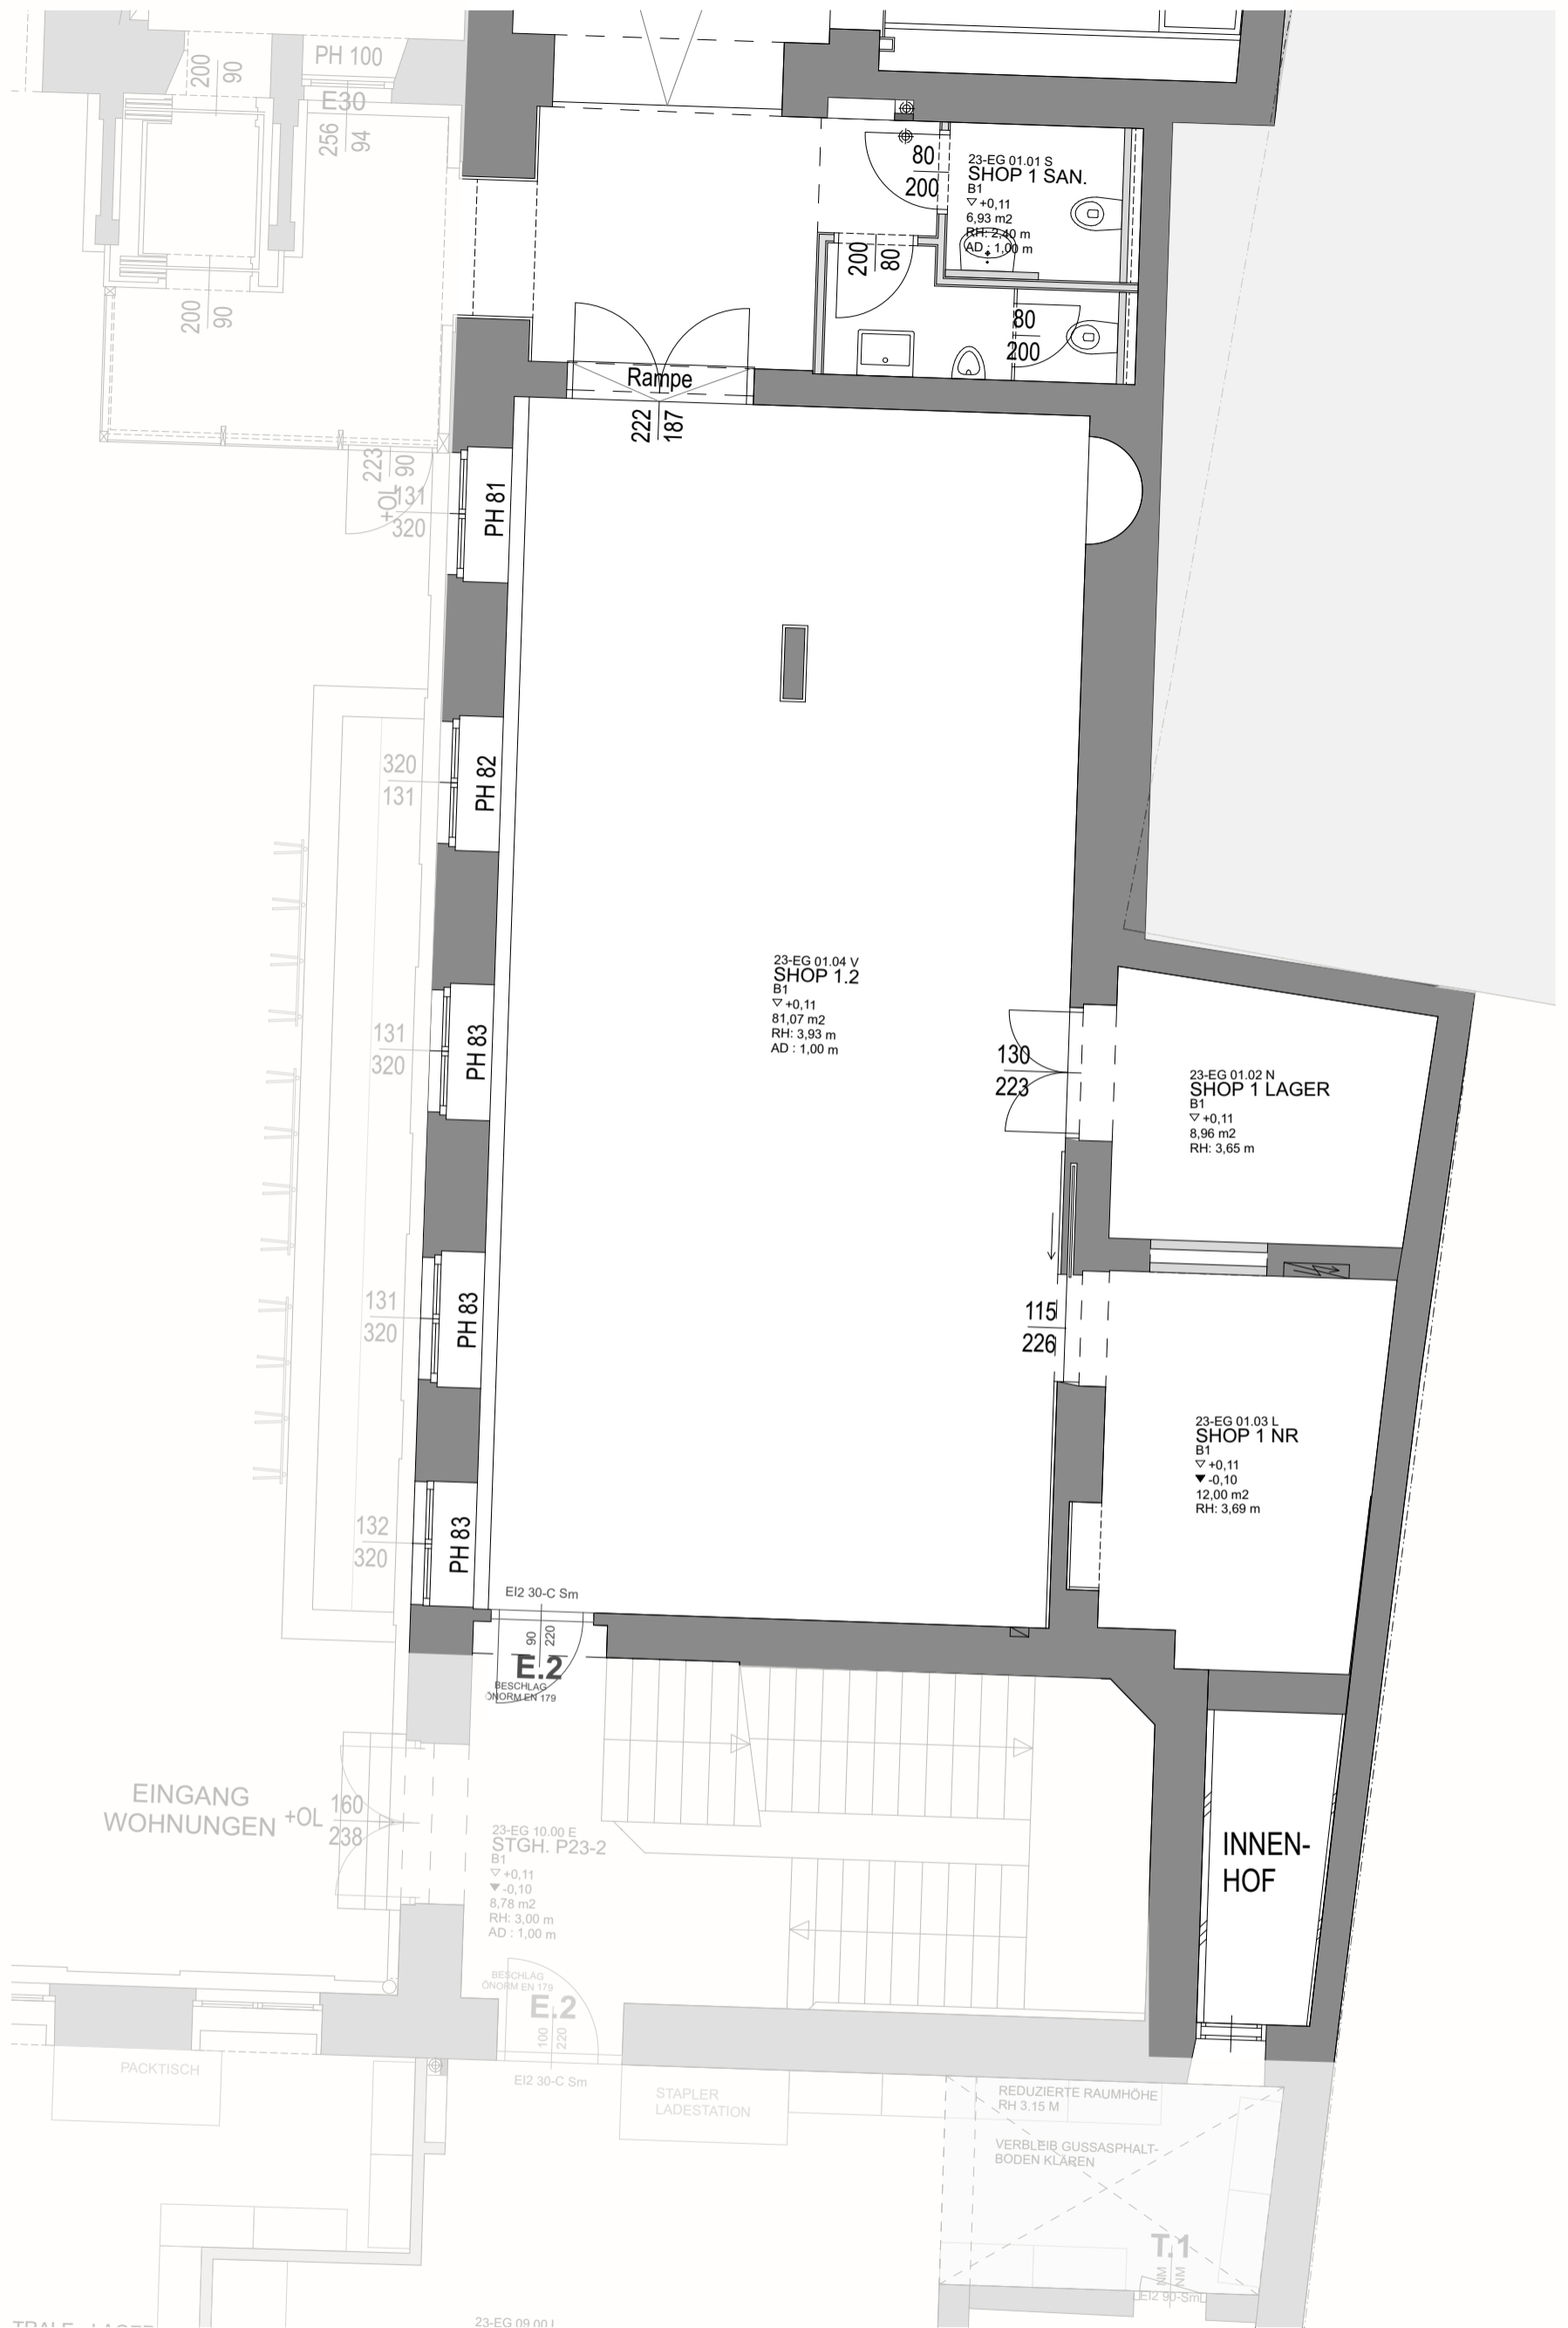 PH 100
200
90
E30
256
94
200
90
80
200
23-EG 01.01 S
SHOP 1 SAN.
B1
▽ +0,11
6,93 m2
RH: 2,40 m
AD : 1,00 m
200
80
80
200
Rampe
222
187
223
90
+OL
131
320
PH 81
320
131
PH 82
23-EG 01.04 V
SHOP 1.2
B1
▽ +0,11
81,07 m2
RH: 3,93 m
AD : 1,00 m
131
320
PH 83
130
223
23-EG 01.02 N
SHOP 1 LAGER
B1
▽ +0,11
8,96 m2
RH: 3,65 m
131
320
PH 83
115
226
23-EG 01.03 L
SHOP 1 NR
B1
▽ +0,11
▼ -0,10
12,00 m2
RH: 3,69 m
132
320
PH 83
EI2 30-C Sm
90
220
E.2
BESCHLAG
ÖNORM EN 179
EINGANG
WOHNUNGEN
+OL
160
238
23-EG 10.00 E
STGH. P23-2
B1
▽ +0,11
▼ -0,10
8,78 m2
RH: 3,00 m
AD : 1,00 m
INNEN-
HOF
BESCHLAG
ÖNORM EN 179
E.2
100
220
EI2 30-C Sm
PACKTISCH
STAPLER
LADESTATION
REDUZIERTE RAUMHÖHE
RH 3.15 M
VERBLEIB GUSSASPHALT-
BODEN KLÄREN
T.1
NM
NM
EI2 90-Sm
23-EG 09.00 L